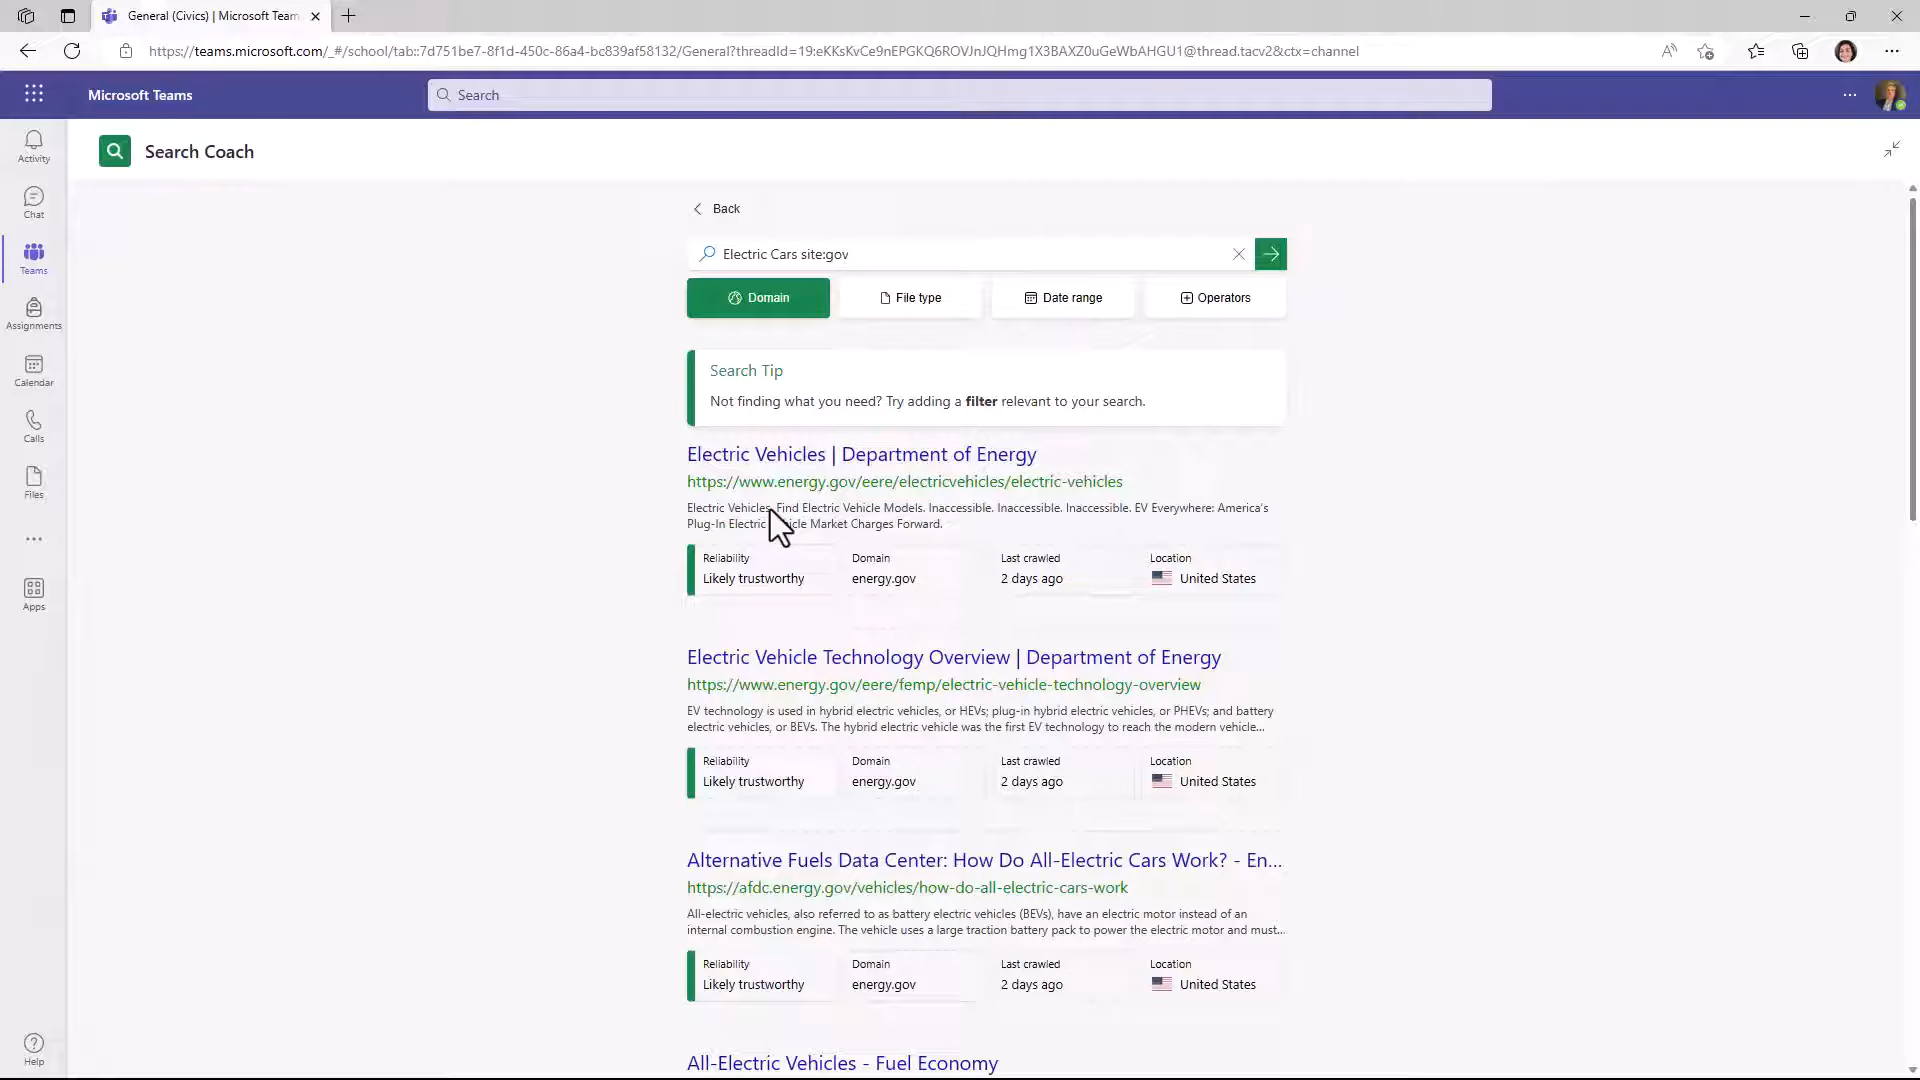 General (Civics) | Microsoft Team
https://teams.microsoft.com/_#/school/tab::7d751be7-8f1d-450c-86a4-bc839af58132/General?threadId=19:eKKsKvCe9nEPGKQ6ROVJnJQHmg1X3BAXZ0uGeWbAHGU1@thread.tacv2&ctx=channel
Microsoft Teams
Search
Activity
Chat
Teams
Assignments
Calendar
Calls
Files
Apps
Help
Search Coach
Back
Electric Cars site:gov
Domain
File type
Date range
Operators
Search Tip
Not finding what you need? Try adding a filter relevant to your search.
Electric Vehicles | Department of Energy
https://www.energy.gov/eere/electricvehicles/electric-vehicles
Electric Vehicles. Find Electric Vehicle Models. Inaccessible. Inaccessible. Inaccessible. EV Everywhere: America's
Plug-In Electric Vehicle Market Charges Forward.
Reliability Domain Last crawled Location
Likely trustworthy energy.gov 2 days ago United States
Electric Vehicle Technology Overview | Department of Energy
https://www.energy.gov/eere/femp/electric-vehicle-technology-overview
EV technology is used in hybrid electric vehicles, or HEVs; plug-in hybrid electric vehicles, or PHEVs; and battery
electric vehicles, or BEVs. The hybrid electric vehicle was the first EV technology to reach the modern vehicle...
Reliability Domain Last crawled Location
Likely trustworthy energy.gov 2 days ago United States
Alternative Fuels Data Center: How Do All-Electric Cars Work? - En...
https://afdc.energy.gov/vehicles/how-do-all-electric-cars-work
All-electric vehicles, also referred to as battery electric vehicles (BEVs), have an electric motor instead of an
internal combustion engine. The vehicle uses a large traction battery pack to power the electric motor and must...
Reliability Domain Last crawled Location
Likely trustworthy energy.gov 2 days ago United States
All-Electric Vehicles - Fuel Economy